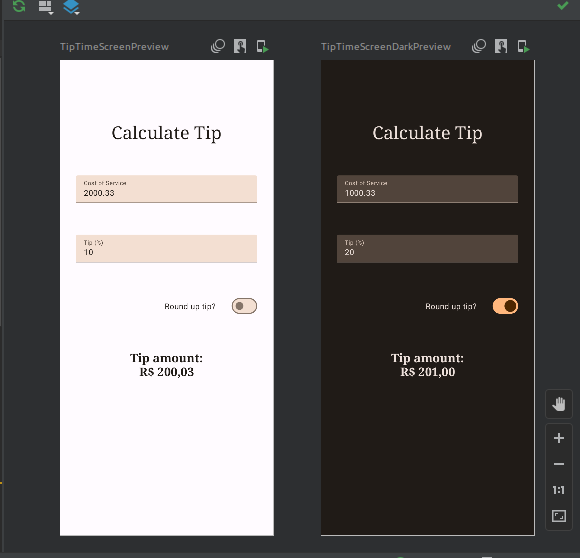 TipTimeScreenPreview
TipTimeScreenDarkPreview
Calculate Tip
Cost of Service
2000.33
Tip (%)
10
Round up tip?
Tip amount:
R$ 200,03
Calculate Tip
Cost of Service
1000.33
Tip (%)
20
Round up tip?
Tip amount:
R$ 201,00
1:1